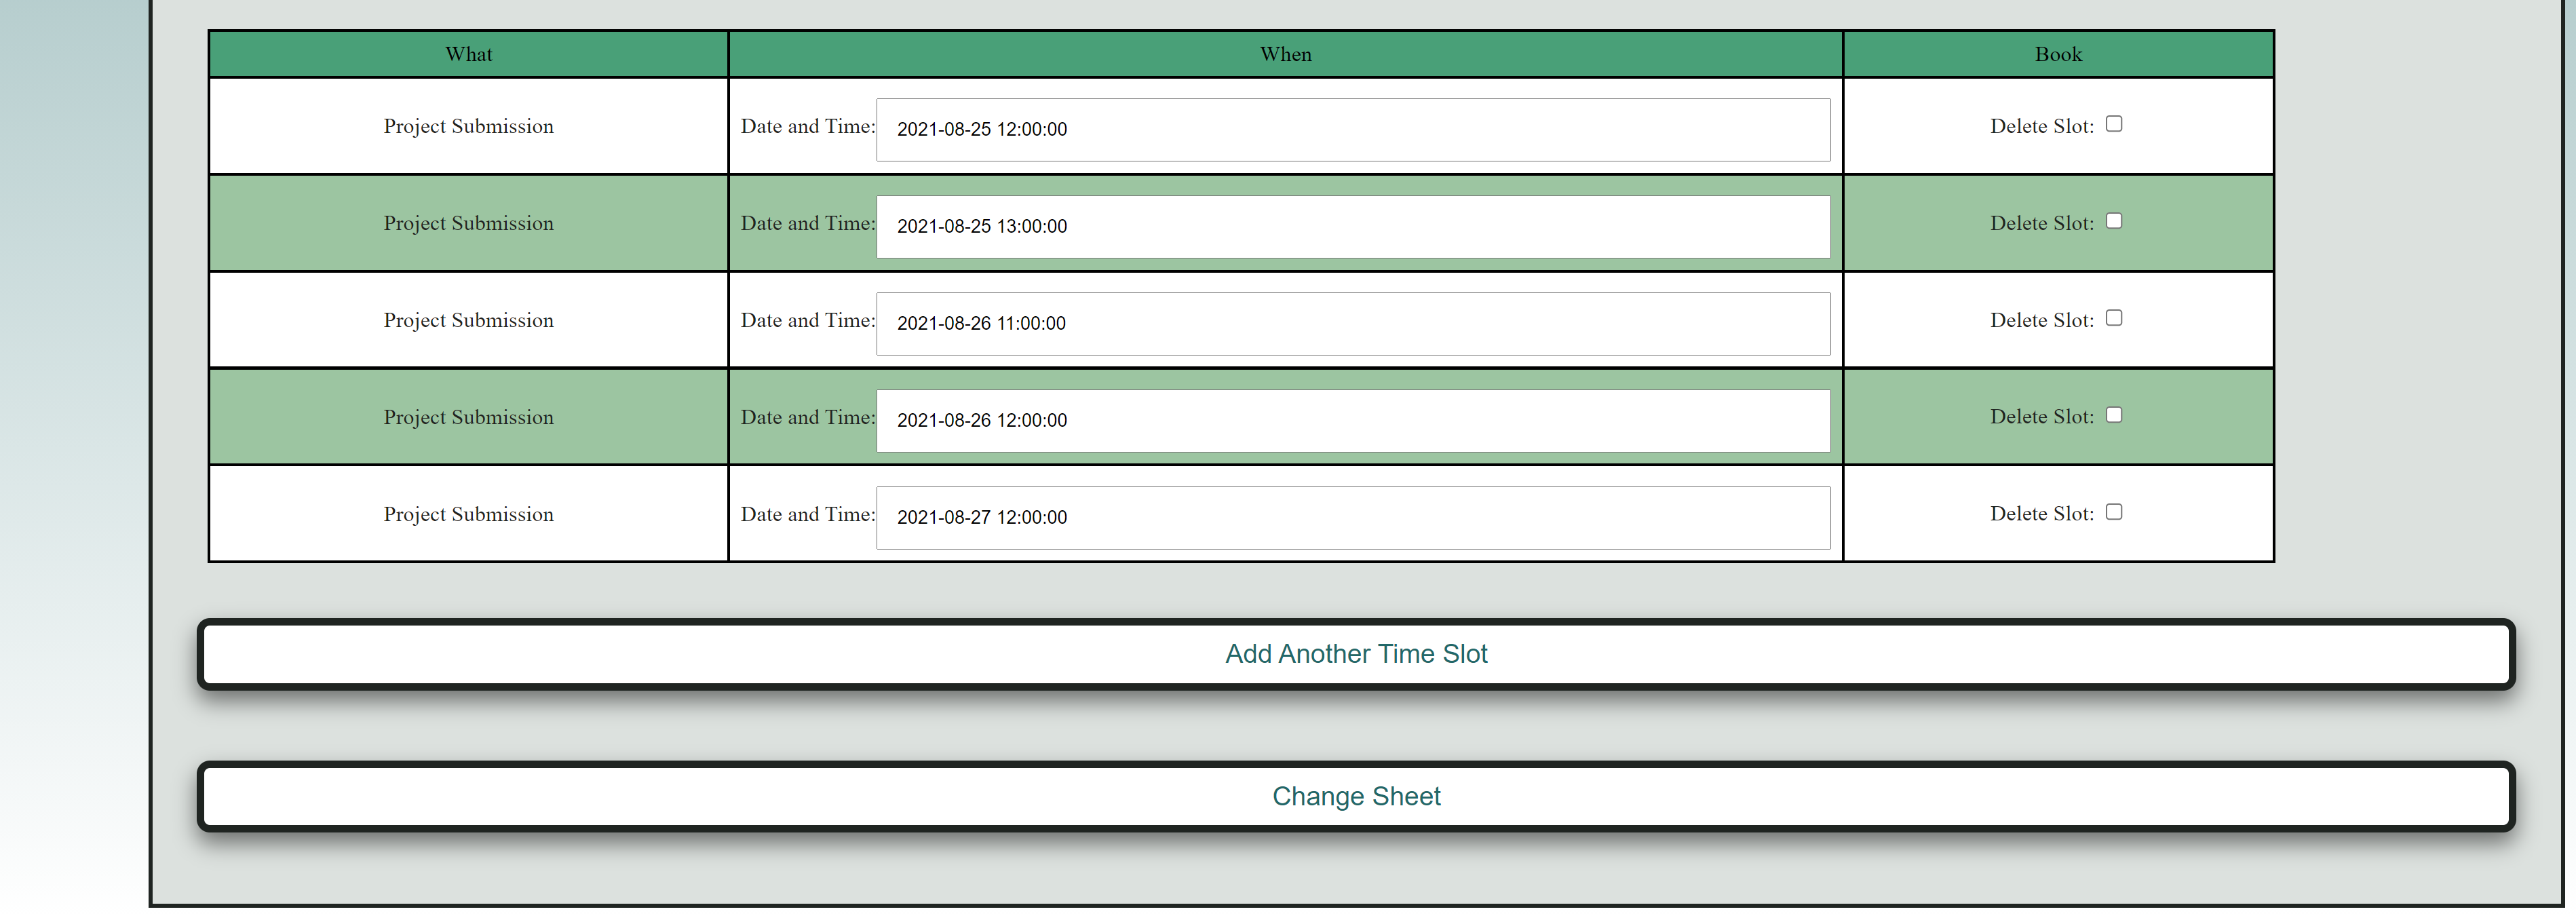 What When Book
Project Submission Date and Time: 2021-08-25 12:00:00 Delete Slot:
Project Submission Date and Time: 2021-08-25 13:00:00 Delete Slot:
Project Submission Date and Time: 2021-08-26 11:00:00 Delete Slot:
Project Submission Date and Time: 2021-08-26 12:00:00 Delete Slot:
Project Submission Date and Time: 2021-08-27 12:00:00 Delete Slot:
Add Another Time Slot
Change Sheet